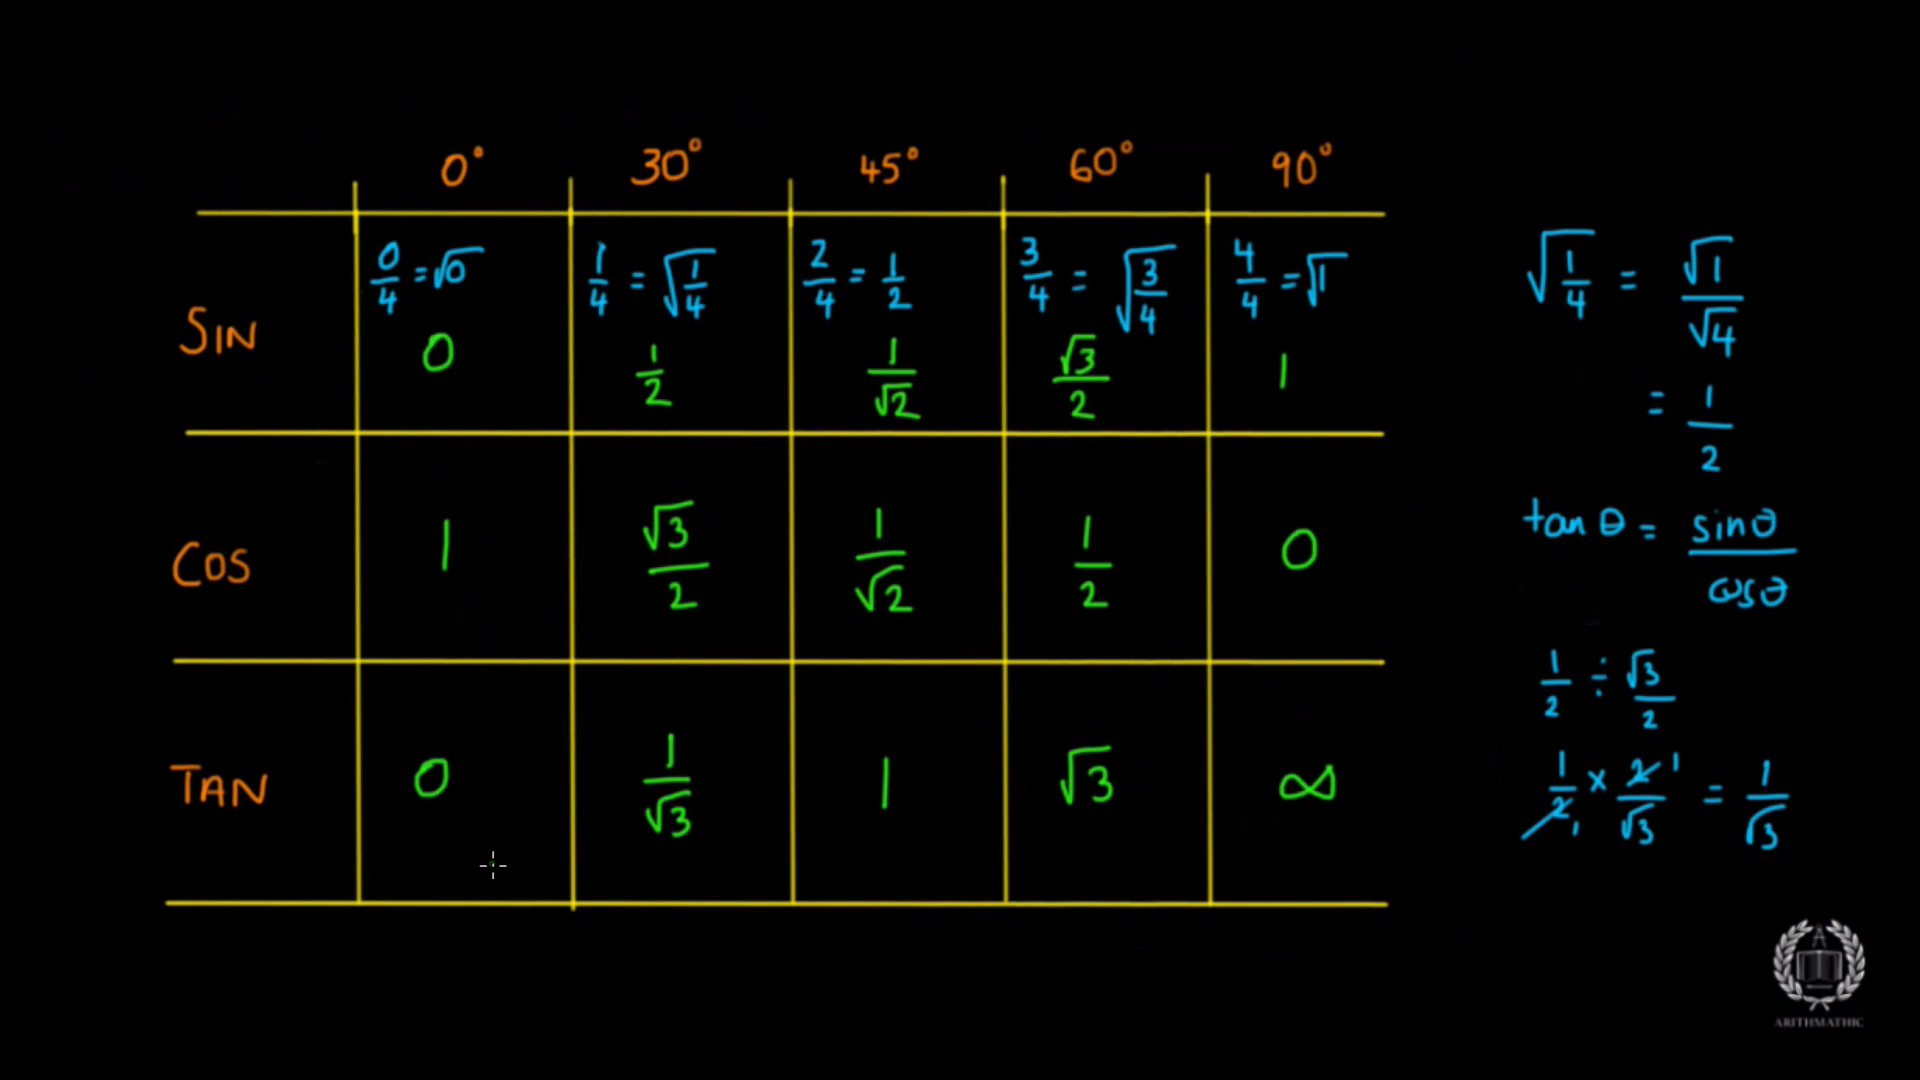 0° 30° 45° 60° 90°
0/4 = √0 1/4 = √(1/4) 2/4 = 1/2 3/4 = √(3/4) 4/4 = √1
SIN 0 1/2 1/√2 √3/2 1
COS 1 √3/2 1/√2 1/2 0
TAN 0 1/√3 1 √3 ∞
√(1/4) = √1/√4
= 1/2
tan θ = sinθ/cosθ
1/2 ÷ √3/2
1/2 1 × 2/√3 1 = 1/√3
ARITHMATHIC